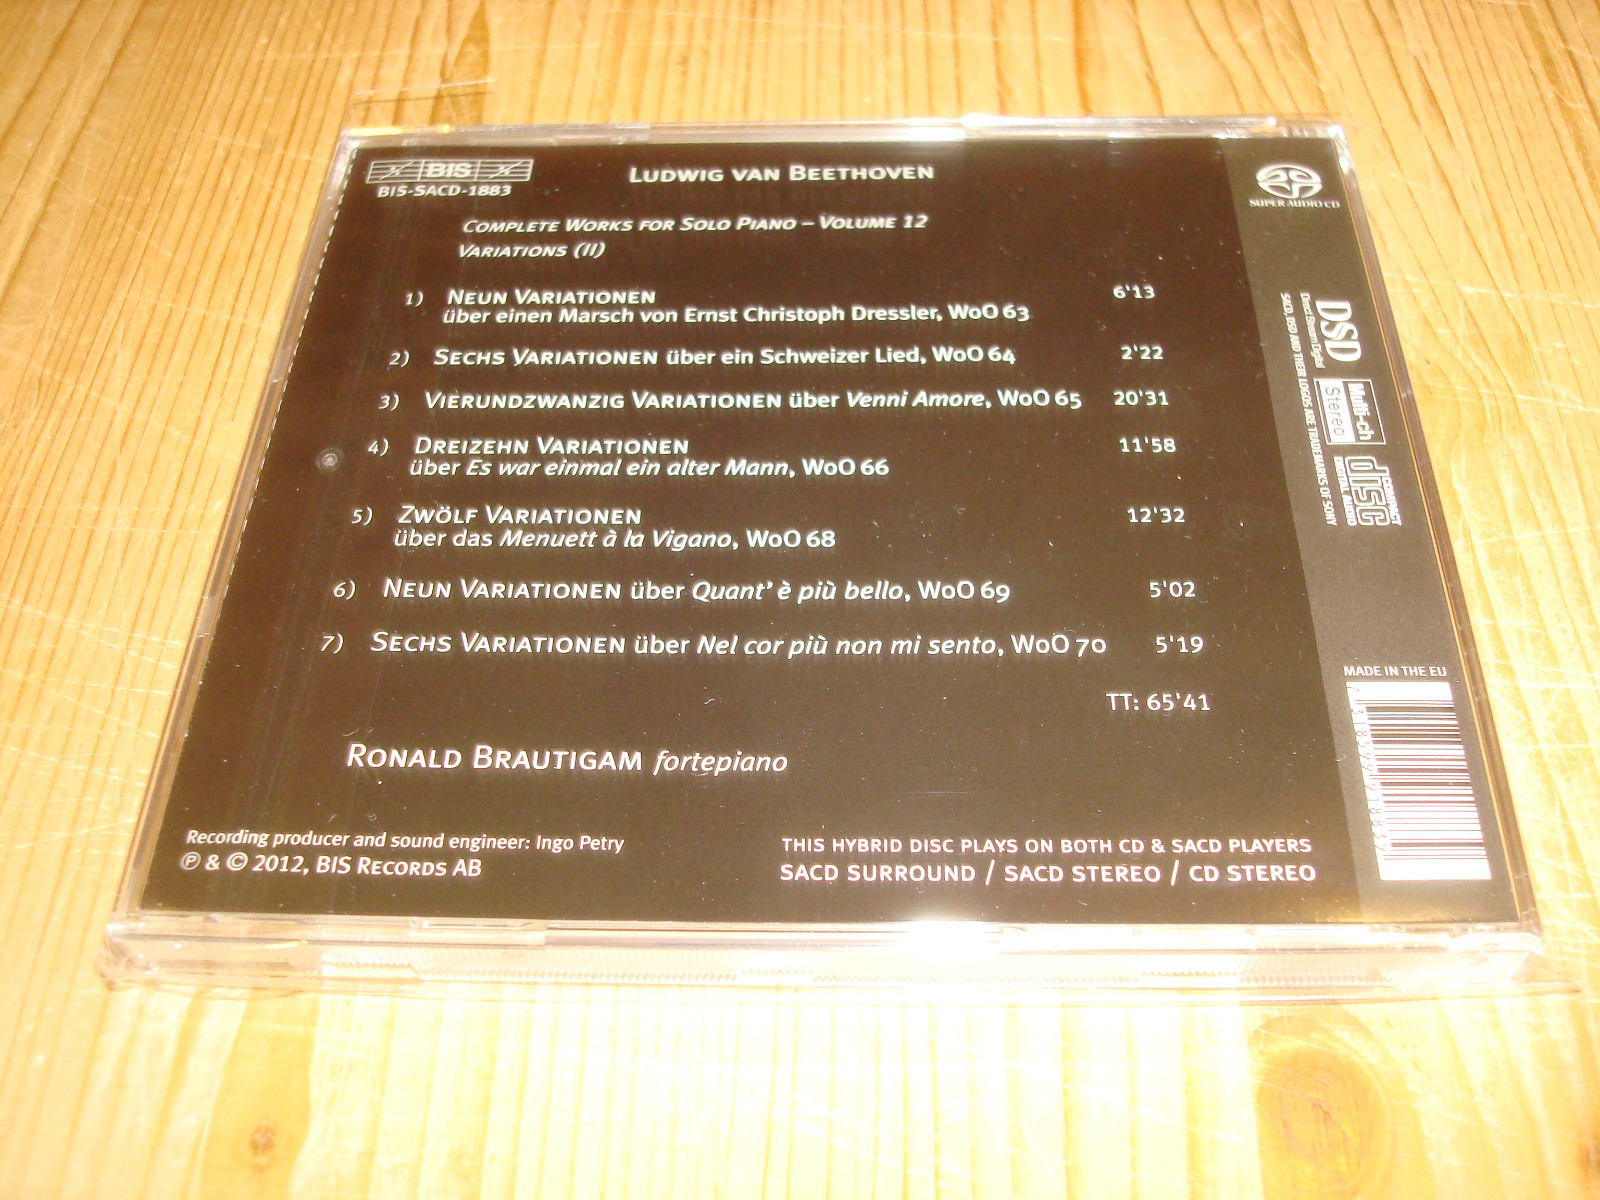 BIS
BIS-SACD-1883
LUDWIG VAN BEETHOVEN
COMPLETE WORKS FOR SOLO PIANO – VOLUME 12
VARIATIONS (II)
1) NEUN VARIATIONEN 6'13
über einen Marsch von Ernst Christoph Dressler, WoO 63
2) SECHS VARIATIONEN über ein Schweizer Lied, WoO 64 2'22
3) VIERUNDZWANZIG VARIATIONEN über Venni Amore, WoO 65 20'31
4) DREIZEHN VARIATIONEN 11'58
über Es war einmal ein alter Mann, WoO 66
5) ZWÖLF VARIATIONEN 12'32
über das Menuett à la Vigano, WoO 68
6) NEUN VARIATIONEN über Quant' è più bello, WoO 69 5'02
7) SECHS VARIATIONEN über Nel cor più non mi sento, WoO 70 5'19
TT: 65'41
RONALD BRAUTIGAM fortepiano
Recording producer and sound engineer: Ingo Petry
℗ & © 2012, BIS RECORDS AB
THIS HYBRID DISC PLAYS ON BOTH CD & SACD PLAYERS
SACD SURROUND / SACD STEREO / CD STEREO
SUPER AUDIO CD
DSD
Direct Stream Digital
SACD, DSD AND THEIR LOGOS ARE TRADEMARKS OF SONY
Multi-ch
Stereo
COMPACT
disc
DIGITAL AUDIO
MADE IN THE EU